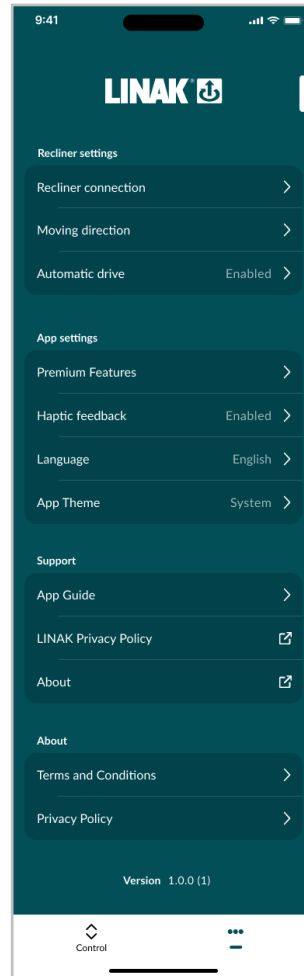 9:41
LINAK
Recliner settings
Recliner connection
Moving direction
Automatic drive Enabled
App settings
Premium Features
Haptic feedback Enabled
Language English
App Theme System
Support
App Guide
LINAK Privacy Policy
About
About
Terms and Conditions
Privacy Policy
Version 1.0.0 (1)
Control